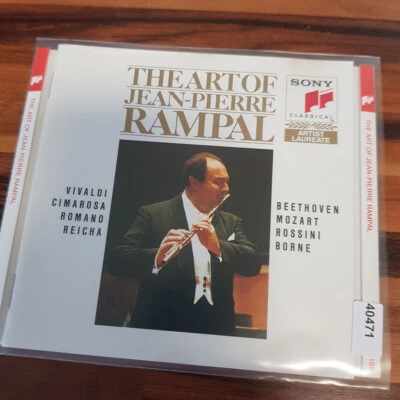 THE ART OF
JEAN-PIERRE
RAMPAL
SONY
CLASSICAL
ARTIST
LAUREATE
VIVALDI
CIMAROSA
ROMANO
REICHA
BEETHOVEN
MOZART
ROSSINI
BORNE
THE ART OF JEAN-PIERRE RAMPAL
THE ART OF JEAN-PIERRE RAMPAL
40471